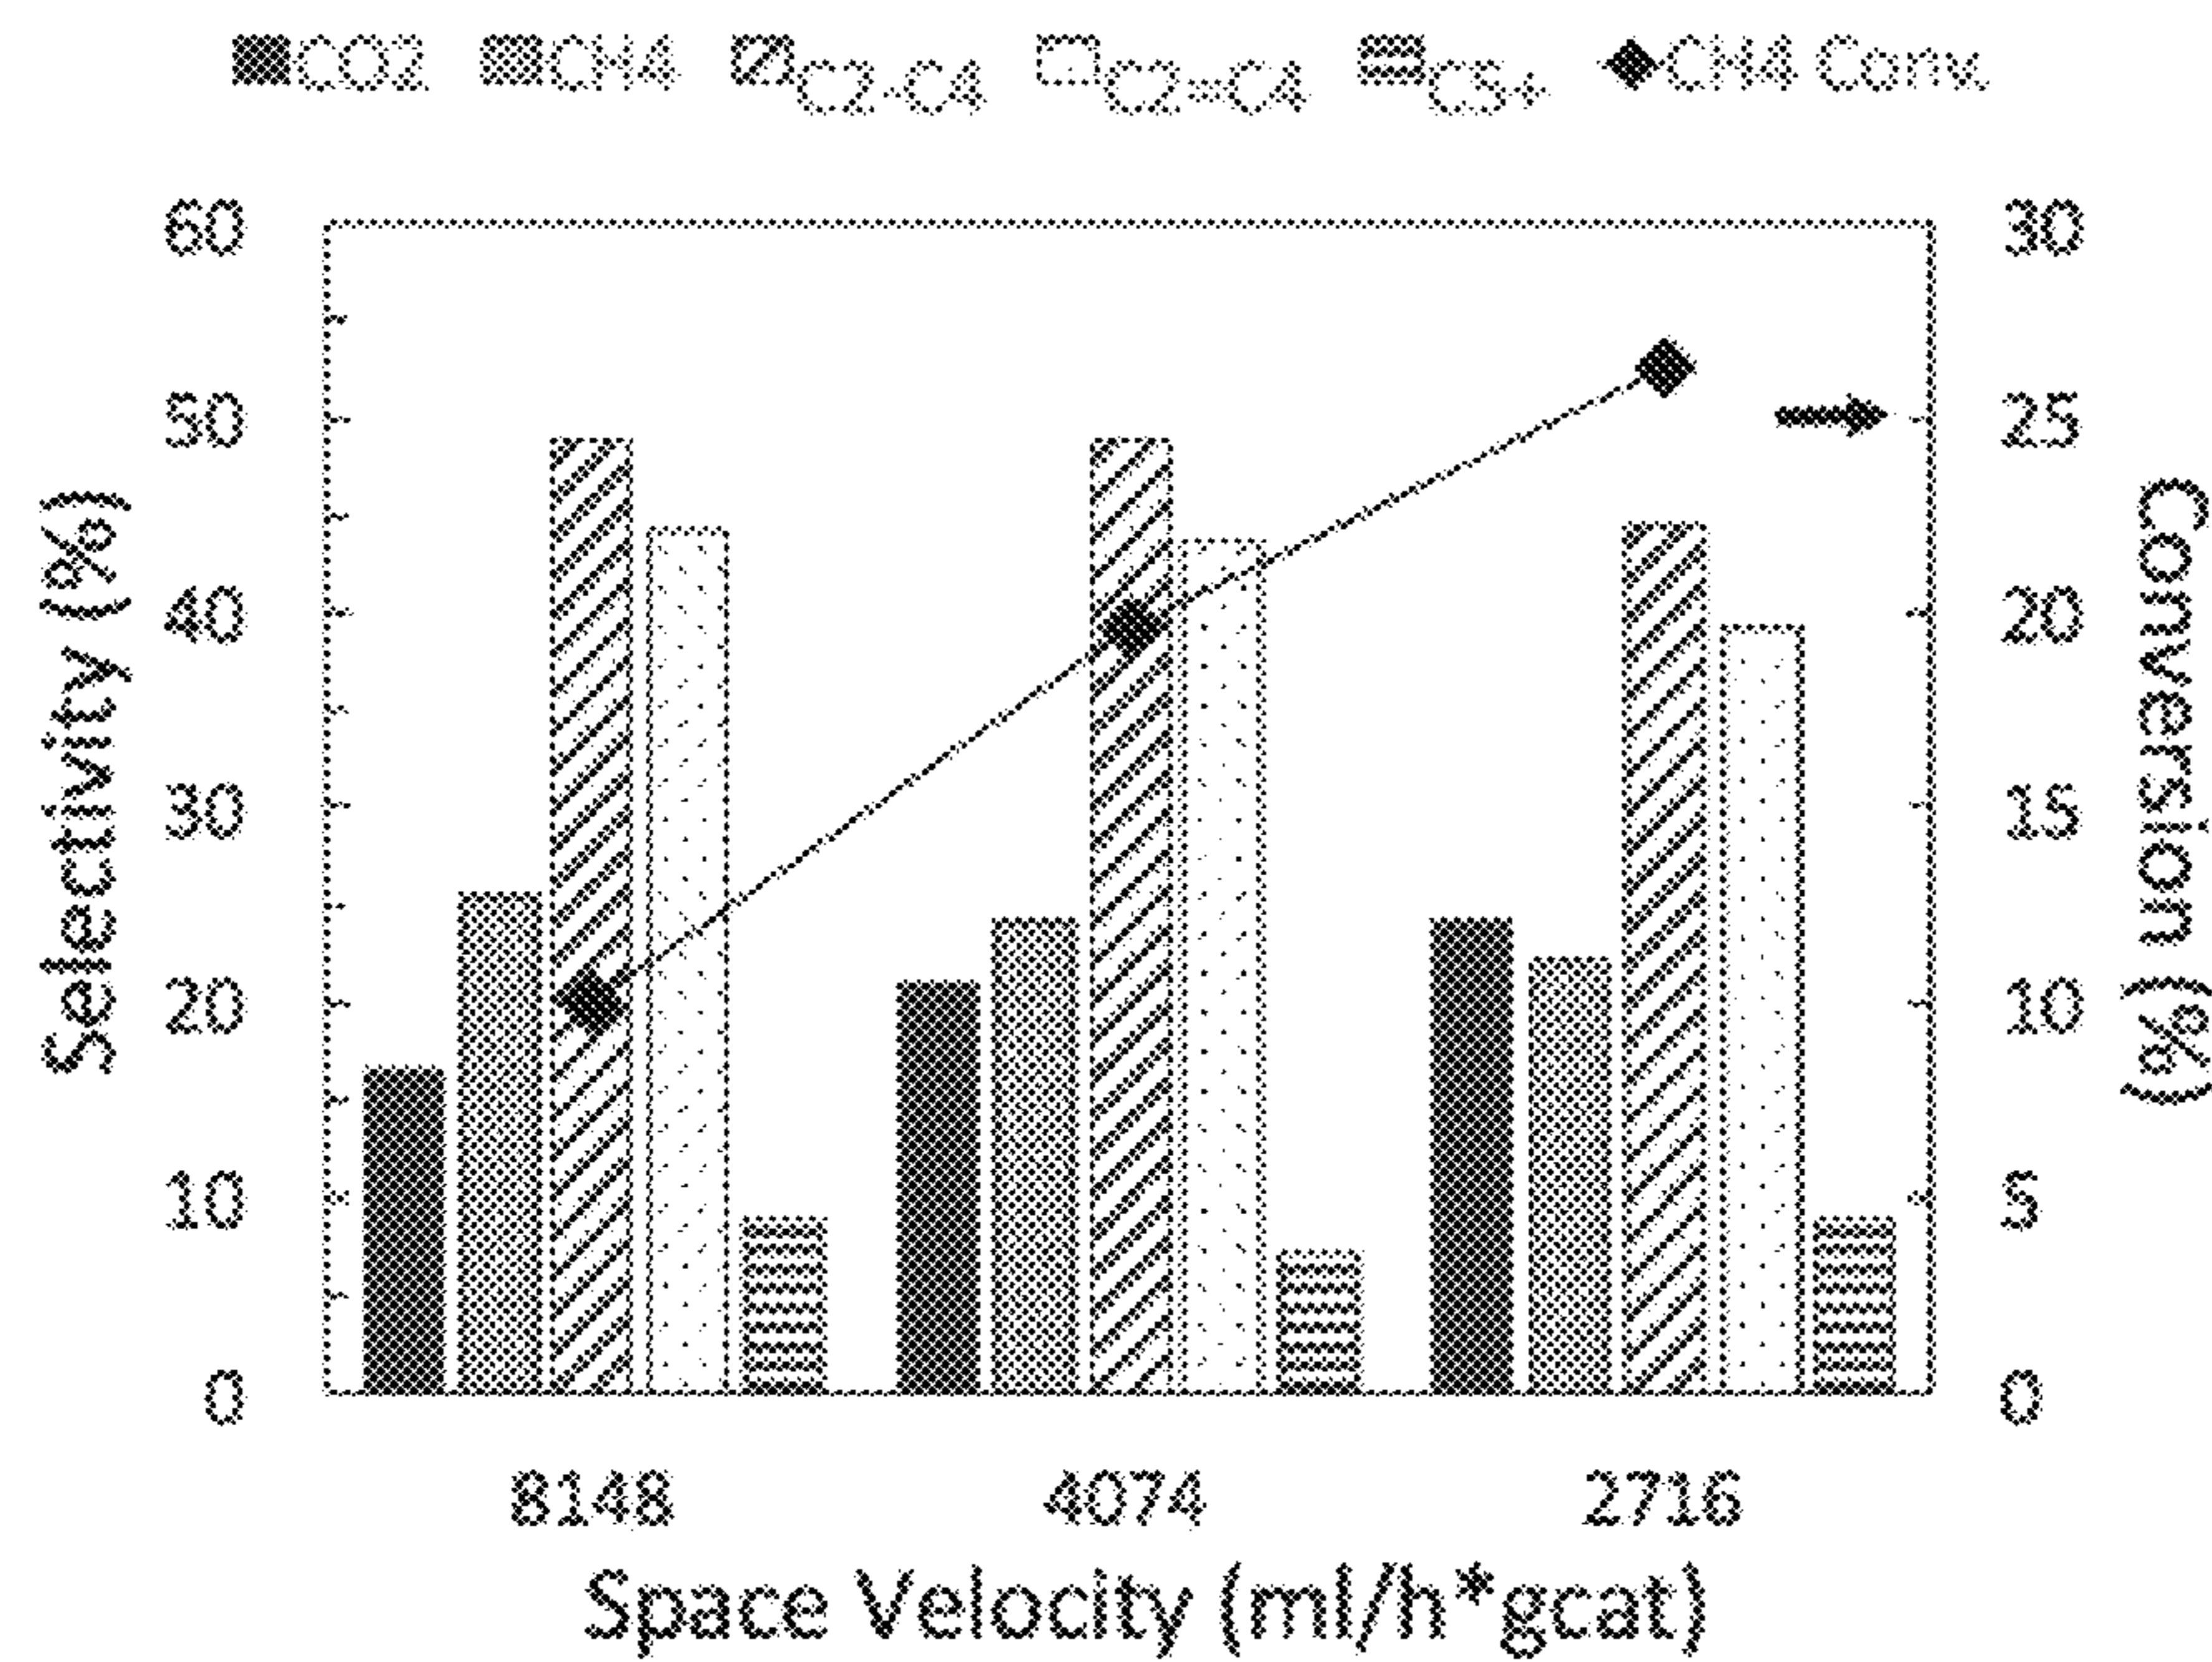 CO2 CH4 C2-C4 C2=C4 C5+ CH4 Conv.
60 30
50 25
40 20
30 15
20 10
10 5
0 0
Selectivity (%)
Conversion (%)
8148 4074 2716
Space Velocity (ml/h*gcat)